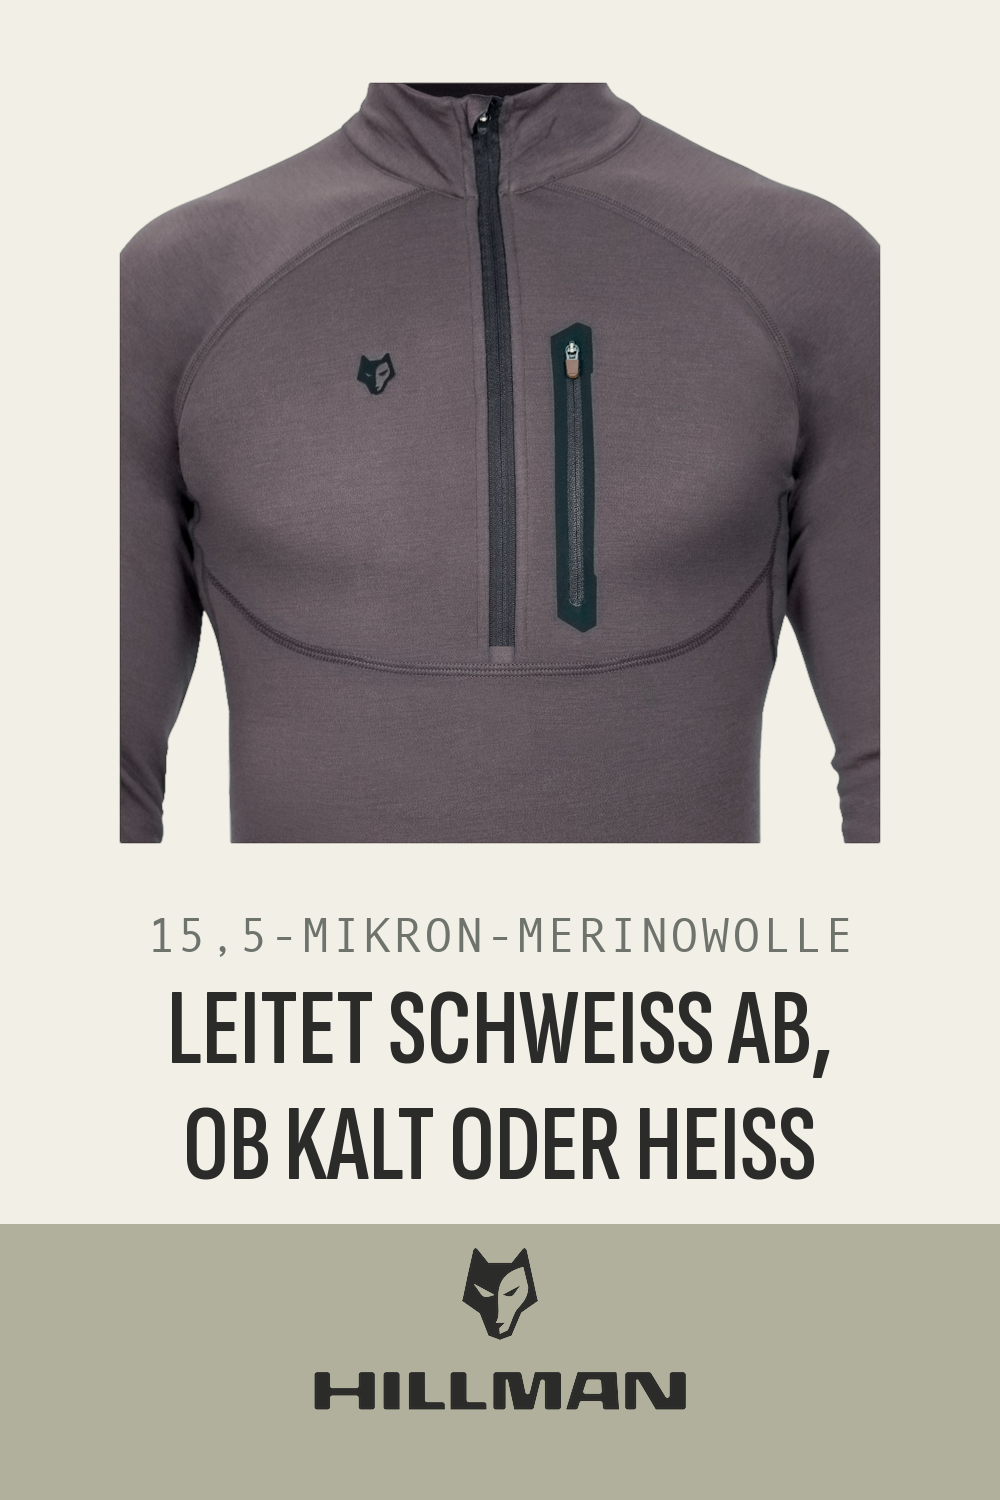 15,5-MIKRON-MERINOWOLLE
LEITET SCHWEISS AB,
OB KALT ODER HEISS
HILLMAN